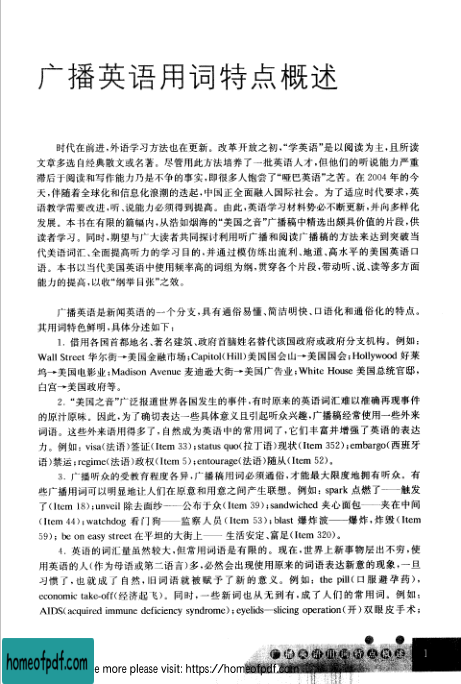 广播英语用词特点概述
时代在前进,外语学习方法也在更新。改革开放之初,“学英语”是以阅读为主,且所读
文章多选自经典散文或名著。尽管用此方法培养了一批英语人才,但他们的听说能力严重
滞后于阅读和写作能力乃是不争的事实,即很多人饱尝了“哑巴英语”之苦。在 2004 年的今
天,伴随着全球化和信息化浪潮的迭起,中国正全面融入国际社会。为了适应时代要求,英
语教学需要改进,听、说能力必须得到提高。由此,英语学习材料势必不断更新,并向多样化
发展。本书在有限的篇幅内,从浩如烟海的“美国之音”广播稿中精选出颇具价值的片段,供
读者学习。同时,期望与广大读者共同探讨利用听广播和阅读广播稿的方法来达到突破当
代美语词汇、全面提高听力的学习目的,并通过模仿练出流利、地道、高水平的美国英语口
语。本书以当代美国英语中使用频率高的词组为纲,贯穿各个片段,带动听、说、读等多方面
能力的提高,以收“纲举目张”之效。
广播英语是新闻英语的一个分支,具有通俗易懂、简洁明快、口语化和通俗化的特点。
其用词特色鲜明,具体分述如下:
1. 借用各国首都地名、著名建筑、政府首脑姓名替代该国政府或政府分支机构。例如:
Wall Street 华尔街→美国金融市场;Capitol(Hill)美国国会山→美国国会;Hollywood 好莱
坞→美国电影业;Madison Avenue 麦迪逊大街→美国广告业;White House 美国总统官邸,
白宫→美国政府等。
2. “美国之音”广泛报道世界各国发生的事件,有时原来的英语词汇难以准确再现事件
的原汁原味。因此,为了确切表达一些具体意义且引起听众兴趣,广播稿经常使用一些外来
词语。这些外来语用得多了,自然成为英语中的常用词了,它们丰富并增强了英语的表达
力。例如:visa(法语)签证(Item 33);status quo(拉丁语)现状(Item 352);embargo(西班牙
语)禁运;regime(法语)政权(Item 5);entourage(法语)随从(Item 52)。
3. 广播听众的受教育程度各异,广播稿用词必须通俗,才能最大限度地拥有听众。有
些广播用词可以明显地让人们在原意和用意之间产生联想。例如:spark 点燃了——触发
了(Item 18);unveil 除去面纱——公布于众(Item 39);sandwiched 夹心面包——夹在中间
(Item 44);watchdog 看门狗——监察人员(Item 53);blast 爆炸波——爆炸,炸毁(Item
59);be on easy street 在平坦的大街上—— 生活安定,富足(Item 320)。
4. 英语的词汇量虽然较大,但常用词语是有限的。现在,世界上新事物层出不穷,使
用英语的人(作为母语或第二语言)多,必然会出现使用原来的词语表达新意的现象,一旦
习惯了,也就成了自然,旧词语就被赋予了新的意义。例如:the pill(口服避孕药),
economic take-off(经济起飞)。同时,一些新词也从无到有,成了人们的常用词。例如:
AIDS(acquired immune deficiency syndrome);eyelids—slicing operation(开)双眼皮手术;
广播英语用词特点概述 1
homeofpdf.com
e more please visit: https://homeofpdf.com